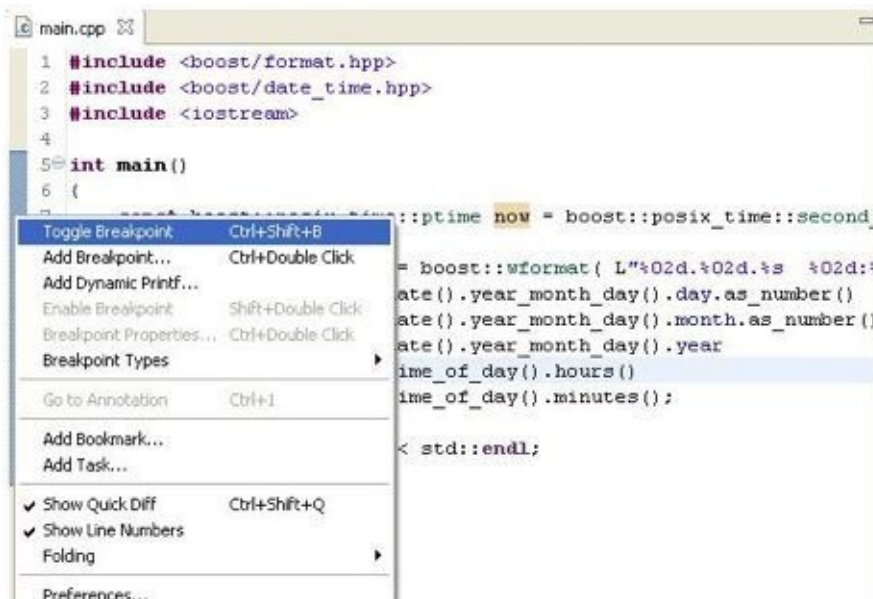 main.cpp
1 #include <boost/format.hpp>
2 #include <boost/date_time.hpp>
3 #include <iostream>
4
5 int main()
6 {
::ptime now = boost::posix_time::second_
Toggle Breakpoint Ctrl+Shift+B
Add Breakpoint... Ctrl+Double Click
= boost::wformat( L"%02d.%02d.%s %02d:%
Add Dynamic Printf...
ate().year_month_day().day.as_number()
Enable Breakpoint Shift+Double Click
ate().year_month_day().month.as_number()
Breakpoint Properties... Ctrl+Double Click
ate().year_month_day().year
Breakpoint Types
ime_of_day().hours()
Go to Annotation Ctrl+1
ime_of_day().minutes();
Add Bookmark...
< std::endl;
Add Task...
Show Quick Diff Ctrl+Shift+Q
Show Line Numbers
Folding
Preferences...